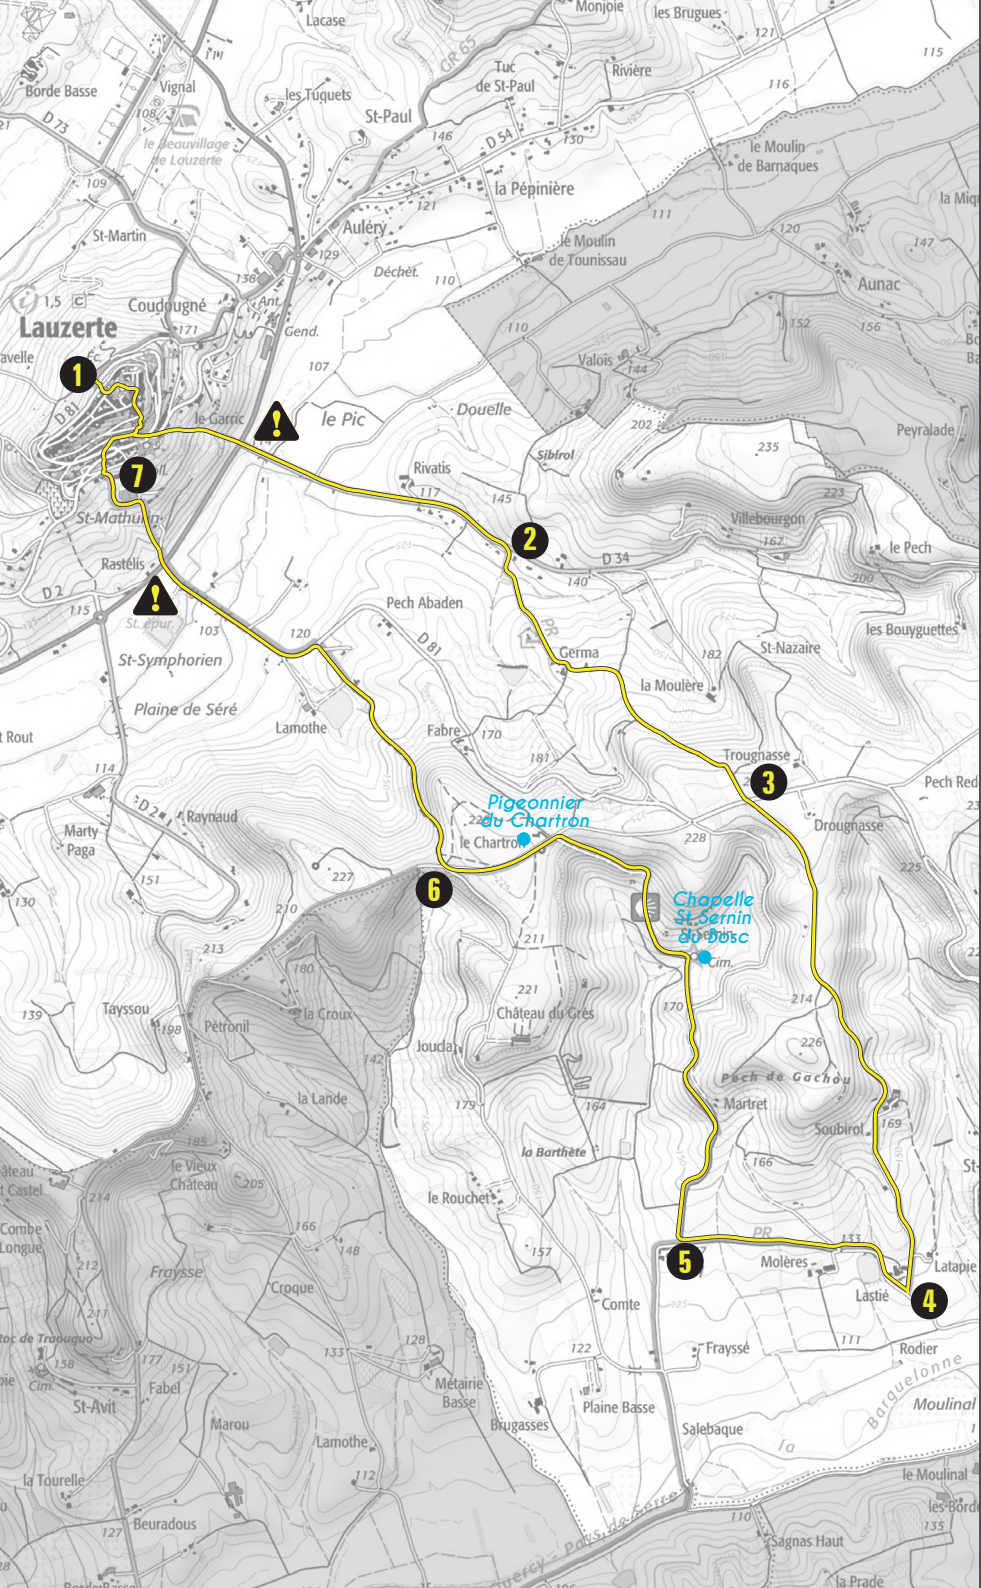 Lacase
Monjoie
les Brugues
121
115
Borde Basse
Vignal
108
les Tuquets
GR 65
Tuc
de St-Paul
Rivière
116
D 73
St-Paul
le Beauvillage
de Lauzerte
146
D 54
130
le Moulin
de Barnaques
109
la Pépinière
121
111
St-Martin
Auléry
129
120
147
le Moulin
de Tounissau
138
Déchèt.
110
Aunac
1,5
Coudougné
Ant.
Lauzerte
171
Gend.
110
152
156
107
Valois
144
1
D 81
le Garric
le Pic
Douelle
202
Peyralade
235
Sibirol
7
Rivatis
117
145
223
St-Mathurin
2
Villebourgon
167
le Pech
Rastélis
D 34
140
200
D 2
115
St. épur.
103
120
Pech Abaden
D 81
PR
les Bouyguettes
St-Symphorien
Germa
182
St-Nazaire
la Moulère
Plaine de Séré
Lamothe
Fabre
170
t Rout
181
Trougnasse
114
3
Pech Red
D 2
Raynaud
Pigeonnier
du Chartron
Marty
Paga
le Chartron
228
Drougnasse
151
227
225
130
6
Chapelle
St Sernin
du Bosc
St-Sernin
Cim.
210
213
211
180
221
170
214
139
Tayssou
198
Pétronil
la Croux
Château du Grès
226
Joucla
142
Pech de Gachou
la Lande
179
164
Martret
169
Soubirol
185
la Barthète
166
le Vieux
Château
205
214
le Rouchet
Combe
Longue
166
148
157
PR
133
5
Molères
Latapie
212
Fraysse
Croque
Comte
Lastié
4
211
128
133
122
Frayssé
111
Rodier
158
177
151
Cim.
Fabel
Métairie
Basse
Barguelonne
St-Avit
Plaine Basse
Moulinal
Marou
Brugasses
Salebaque
Lamothe
la
la Tourelle
112
le Moulinal
Beuradous
127
110
135
Sagnas Haut
Quercy - Pays de Serre
la Prade